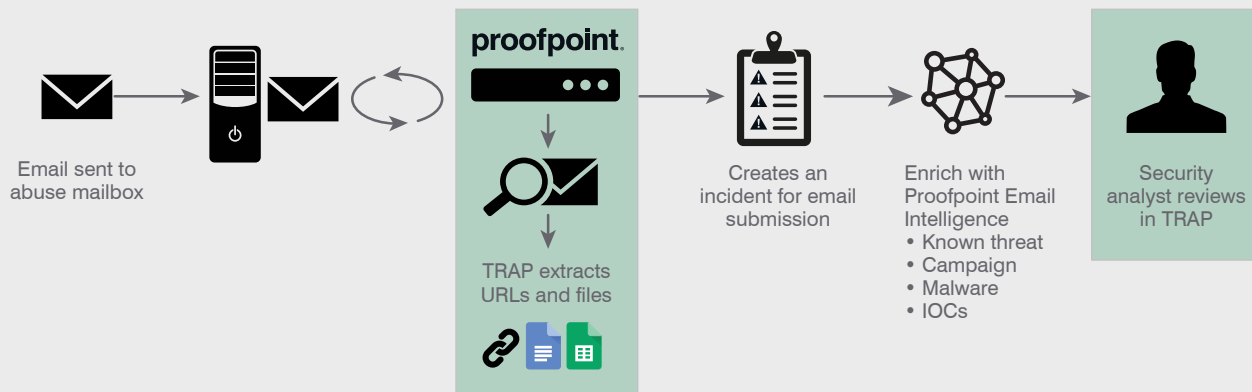 proofpoint.
Email sent to
abuse mailbox
TRAP extracts
URLs and files
Creates an
incident for email
submission
Enrich with
Proofpoint Email
Intelligence
• Known threat
• Campaign
• Malware
• IOCs
Security
analyst reviews
in TRAP